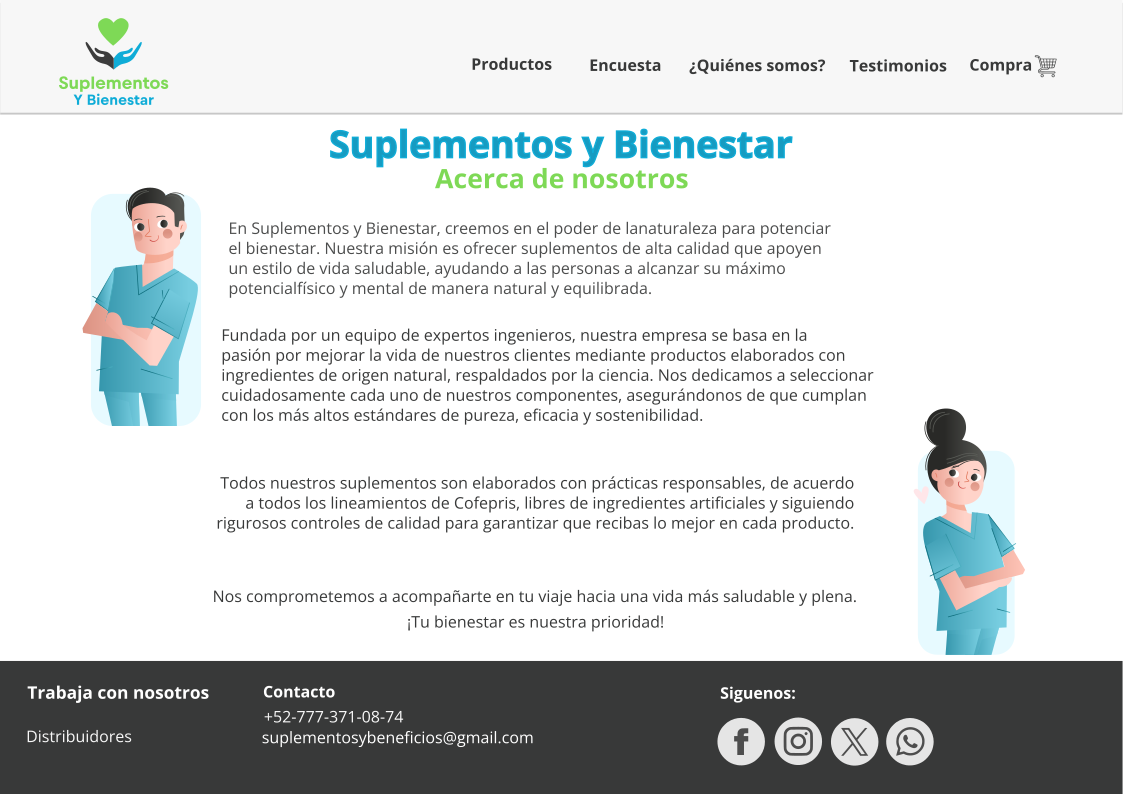 Suplementos
Y Bienestar
Productos
Encuesta
¿Quiénes somos?
Testimonios
Compra
Suplementos y Bienestar
Acerca de nosotros
En Suplementos y Bienestar, creemos en el poder de lanaturaleza para potenciar
el bienestar. Nuestra misión es ofrecer suplementos de alta calidad que apoyen
un estilo de vida saludable, ayudando a las personas a alcanzar su máximo
potencialfísico y mental de manera natural y equilibrada.
Fundada por un equipo de expertos ingenieros, nuestra empresa se basa en la
pasión por mejorar la vida de nuestros clientes mediante productos elaborados con
ingredientes de origen natural, respaldados por la ciencia. Nos dedicamos a seleccionar
cuidadosamente cada uno de nuestros componentes, asegurándonos de que cumplan
con los más altos estándares de pureza, eficacia y sostenibilidad.
Todos nuestros suplementos son elaborados con prácticas responsables, de acuerdo
a todos los lineamientos de Cofepris, libres de ingredientes artificiales y siguiendo
rigurosos controles de calidad para garantizar que recibas lo mejor en cada producto.
Nos comprometemos a acompañarte en tu viaje hacia una vida más saludable y plena.
¡Tu bienestar es nuestra prioridad!
Trabaja con nosotros
Distribuidores
Contacto
+52-777-371-08-74
suplementosybeneficios@gmail.com
Siguenos: